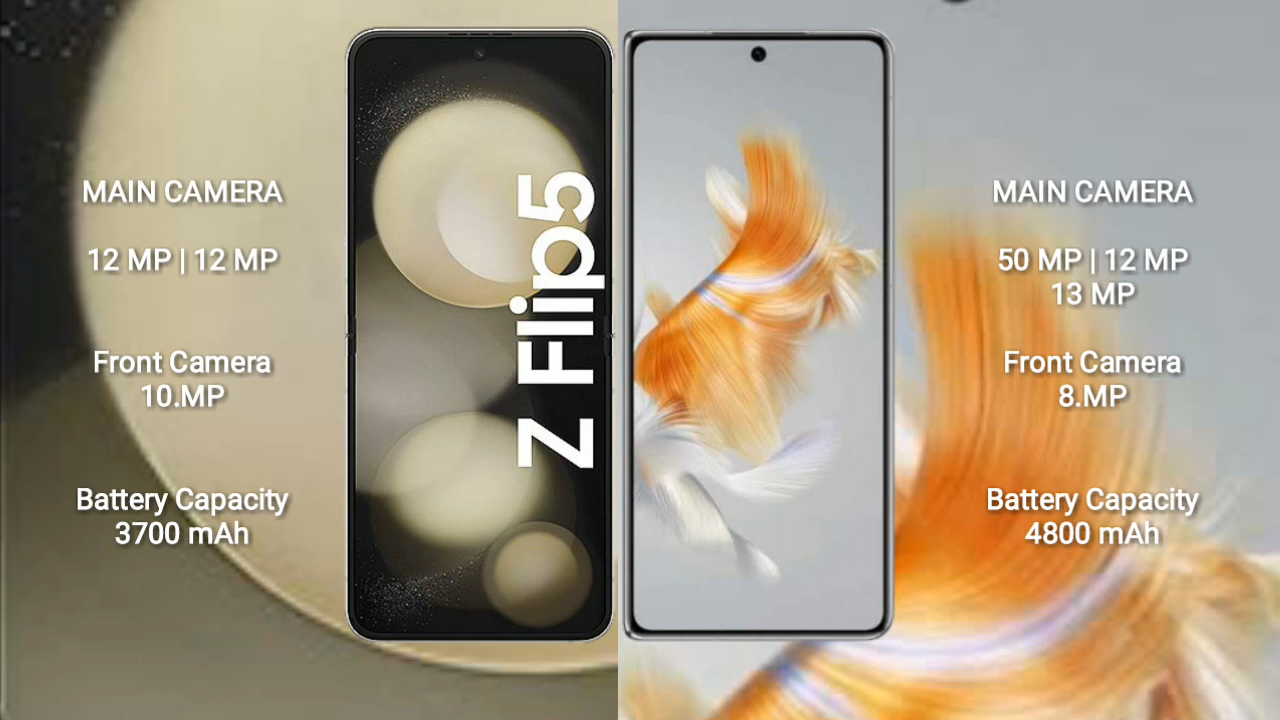 MAIN CAMERA
12 MP | 12 MP
Front Camera
10.MP
Battery Capacity
3700 mAh
Z Flip5
MAIN CAMERA
50 MP | 12 MP
13 MP
Front Camera
8.MP
Battery Capacity
4800 mAh